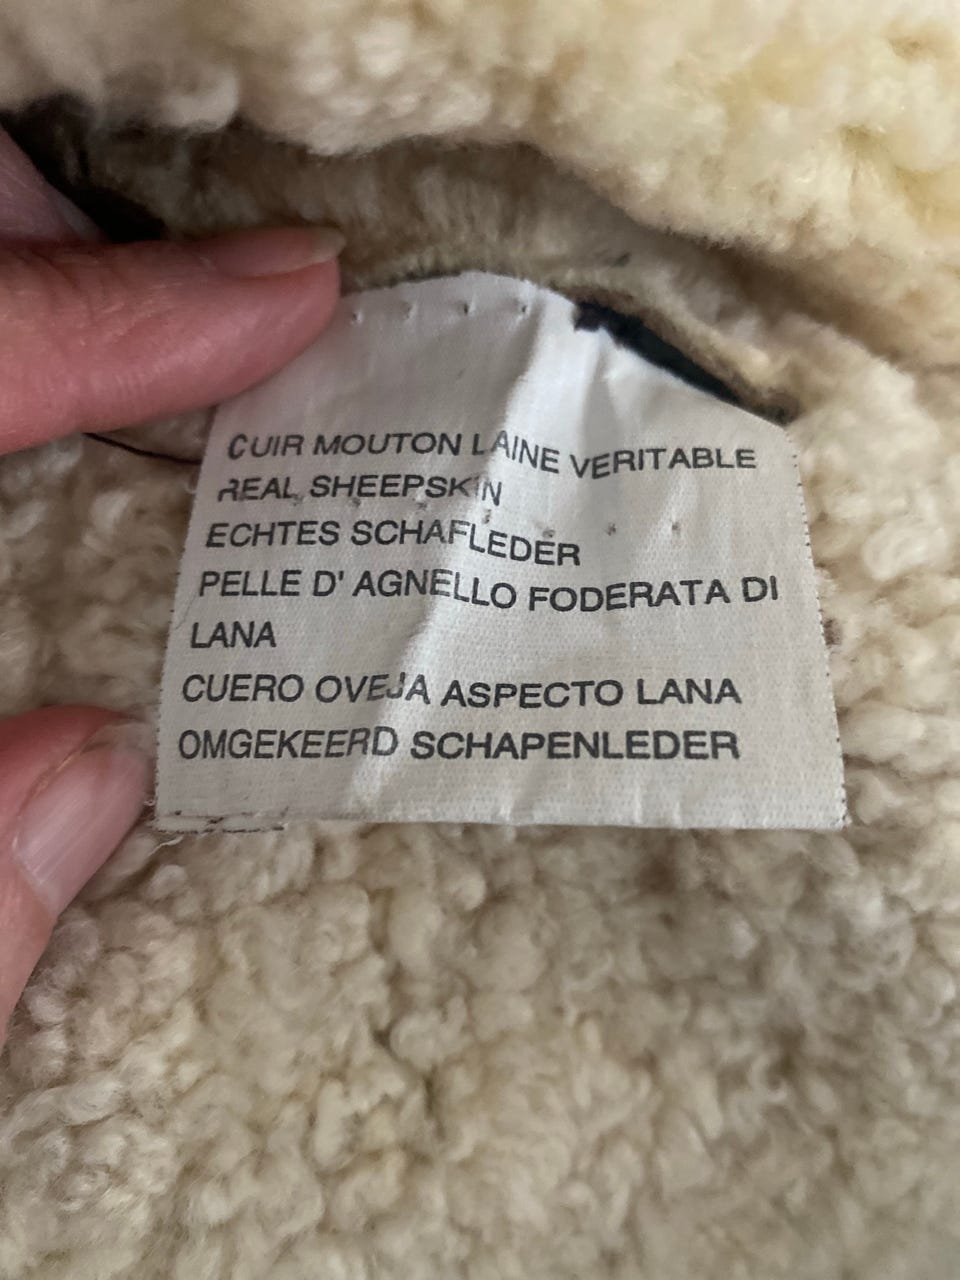 CUIR MOUTON LAINE VERITABLE
REAL SHEEPSKIN
ECHTES SCHAFLEDER
PELLE D' AGNELLO FODERATA DI
LANA
CUERO OVEJA ASPECTO LANA
OMGEKEERD SCHAPENLEDER